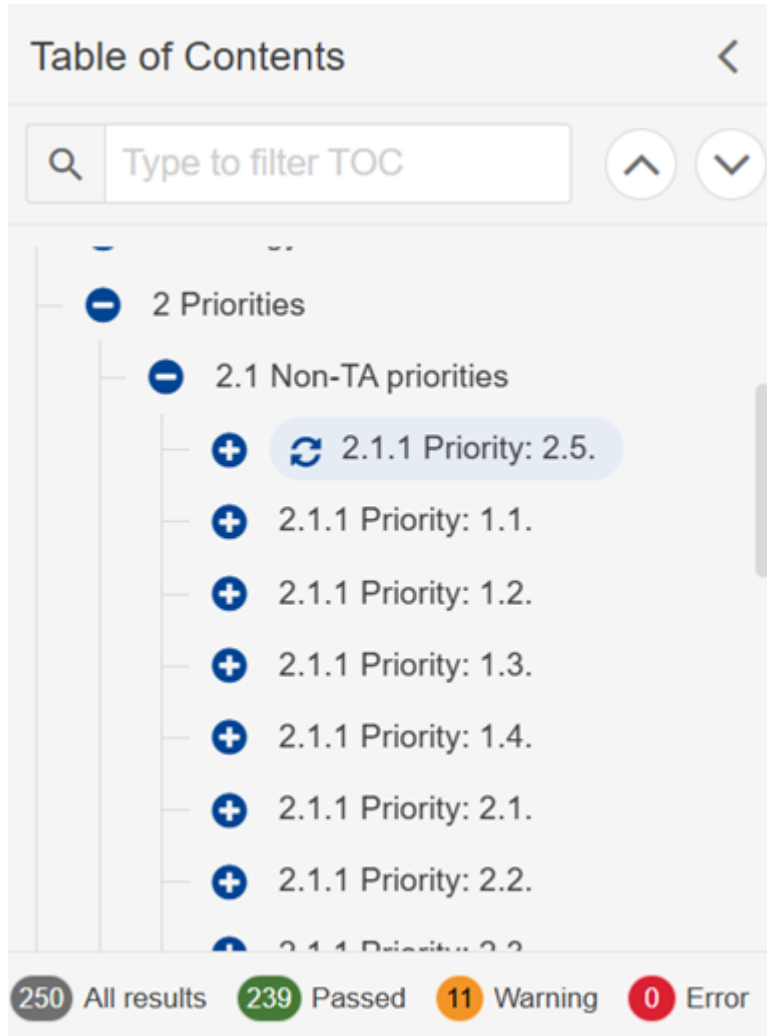 Table of Contents
Type to filter TOC
2 Priorities
2.1 Non-TA priorities
2.1.1 Priority: 2.5.
2.1.1 Priority: 1.1.
2.1.1 Priority: 1.2.
2.1.1 Priority: 1.3.
2.1.1 Priority: 1.4.
2.1.1 Priority: 2.1.
2.1.1 Priority: 2.2.
250 All results 239 Passed 11 Warning 0 Error